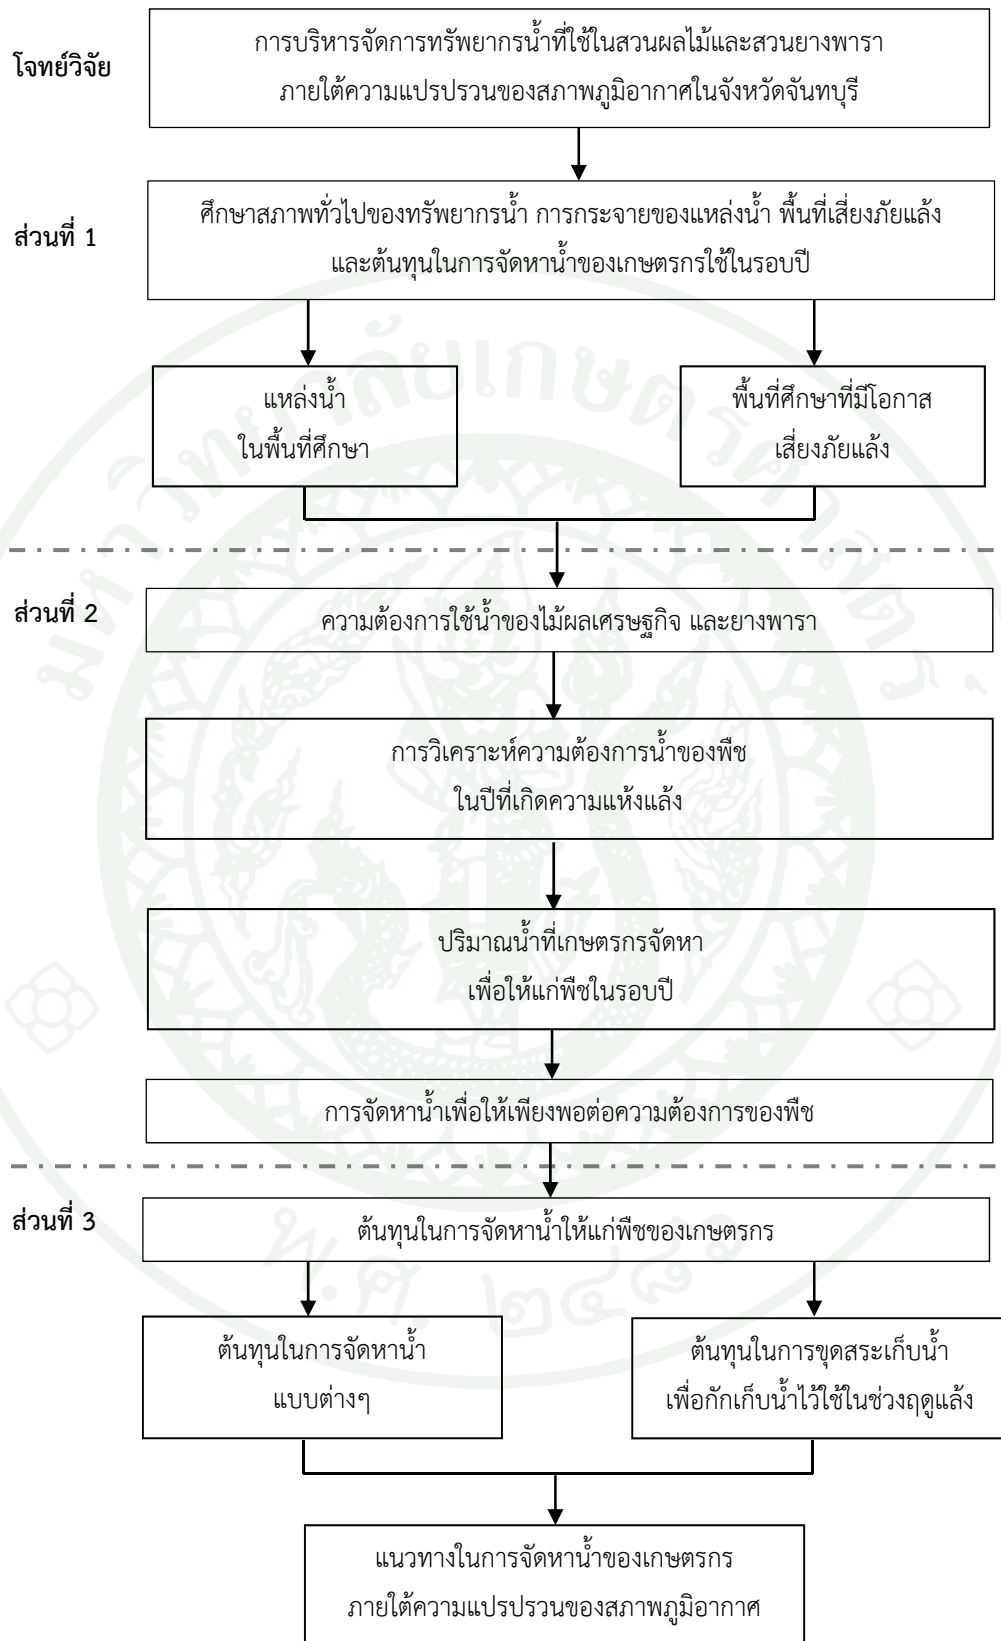 โจทย์วิจัย
การบริหารจัดการทรัพยากรน้ำที่ใช้ในสวนผลไม้และสวนยางพารา
ภายใต้ความแปรปรวนของสภาพภูมิอากาศในจังหวัดจันทบุรี
ส่วนที่ 1
ศึกษาสภาพทั่วไปของทรัพยากรน้ำ การกระจายของแหล่งน้ำ พื้นที่เสี่ยงภัยแล้ง
และต้นทุนในการจัดหาน้ำของเกษตรกรใช้ในรอบปี
แหล่งน้ำ
ในพื้นที่ศึกษา
พื้นที่ศึกษาที่มีโอกาส
เสี่ยงภัยแล้ง
ส่วนที่ 2
ความต้องการใช้น้ำของไม้ผลเศรษฐกิจ และยางพารา
การวิเคราะห์ความต้องการน้ำของพืช
ในปีที่เกิดความแห้งแล้ง
ปริมาณน้ำที่เกษตรกรจัดหา
เพื่อให้แก่พืชในรอบปี
การจัดหาน้ำเพื่อให้เพียงพอต่อความต้องการของพืช
ส่วนที่ 3
ต้นทุนในการจัดหาน้ำให้แก่พืชของเกษตรกร
ต้นทุนในการจัดหาน้ำ
แบบต่างๆ
ต้นทุนในการขุดสระเก็บน้ำ
เพื่อกักเก็บน้ำไว้ใช้ในช่วงฤดูแล้ง
แนวทางในการจัดหาน้ำของเกษตรกร
ภายใต้ความแปรปรวนของสภาพภูมิอากาศ
มหาวิทยาลัยเกษตรศาสตร์
พ.ศ. ๒๔๘๖